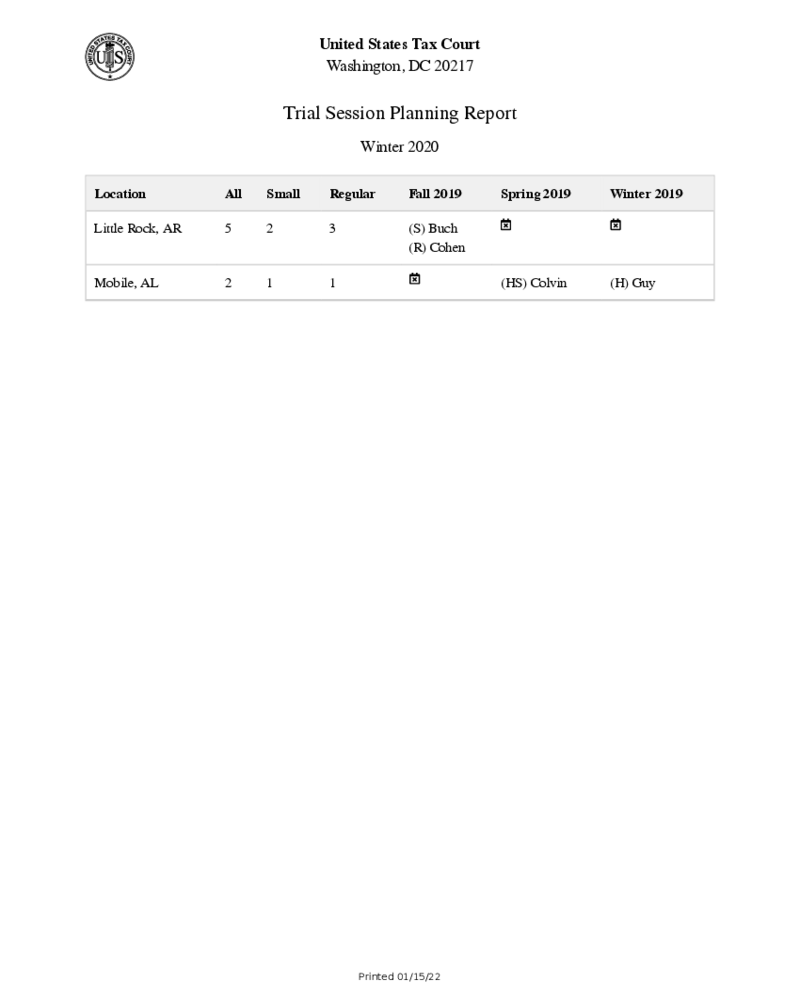 UNITED STATES TAX COURT
US
United States Tax Court
Washington, DC 20217
Trial Session Planning Report
Winter 2020
Location All Small Regular Fall 2019 Spring 2019 Winter 2019
Little Rock, AR 5 2 3 (S) Buch
(R) Cohen
Mobile, AL 2 1 1 (HS) Colvin (H) Guy
Printed 01/15/22